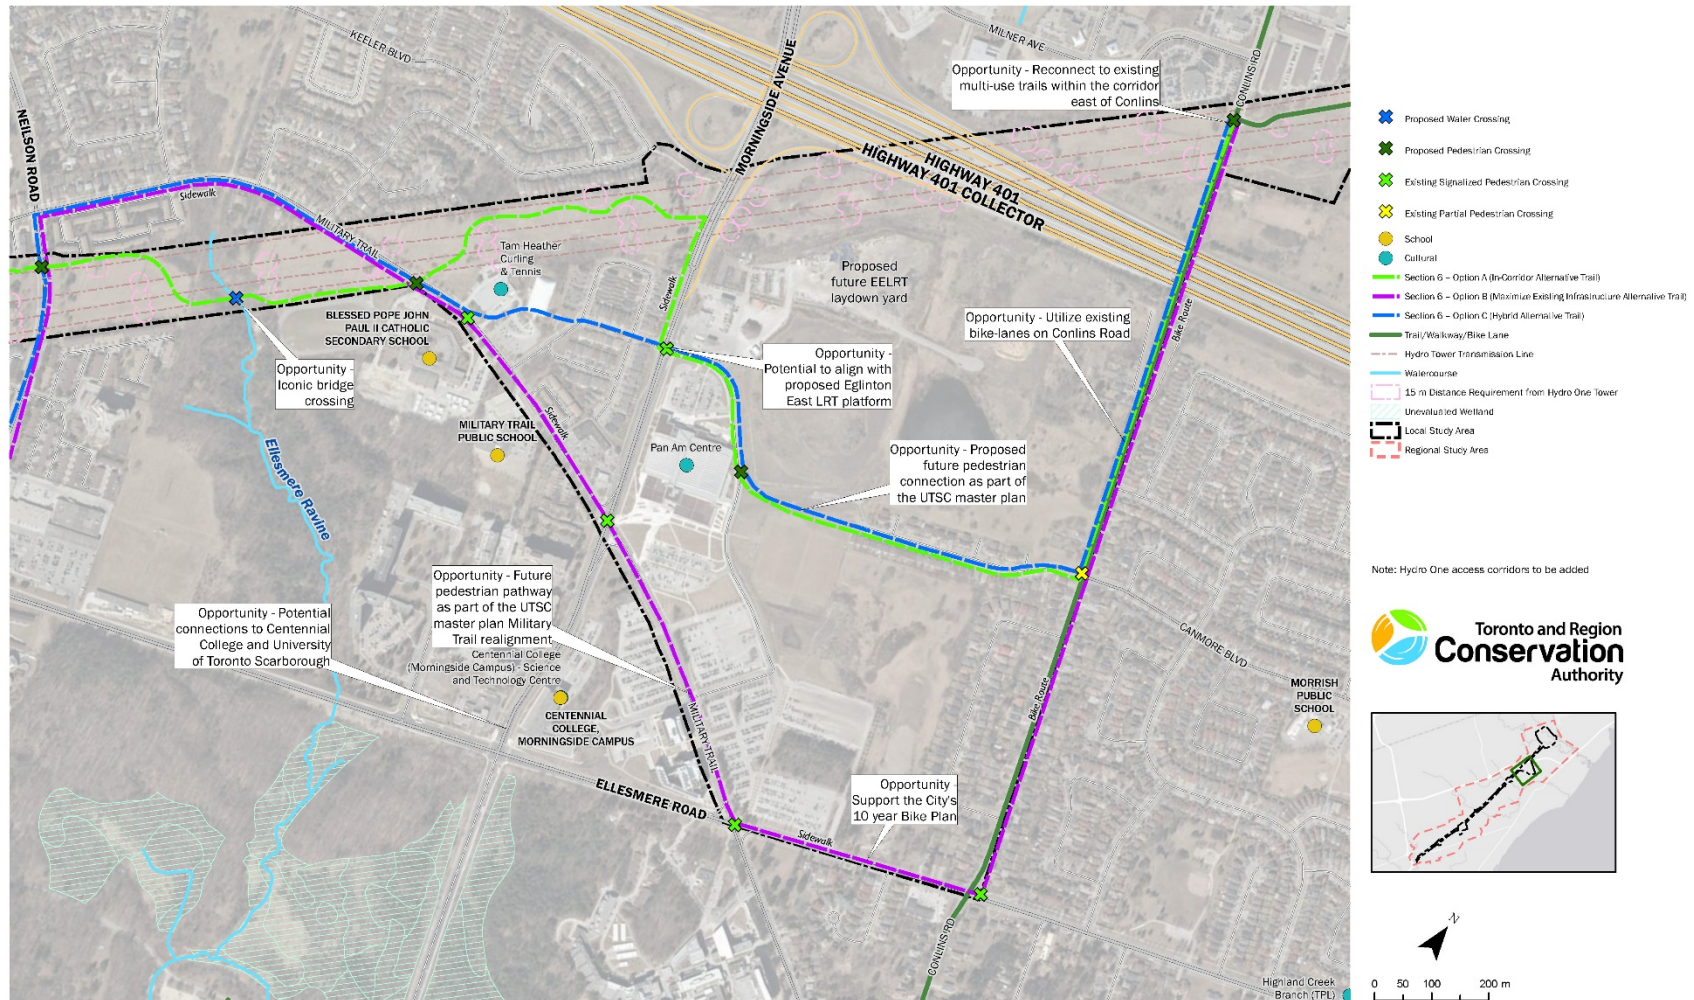 KEELER BLVD
NEILSON ROAD
Sidewalk
MILITARY TRAIL
MORNINGSIDE AVENUE
MILNER AVE
CONLINS RD
Opportunity - Reconnect to existing
multi-use trails within the corridor
east of Conlins
HIGHWAY 401
HIGHWAY 401 COLLECTOR
Tam Heather
Curling
& Tennis
Sidewalk
Proposed
future EELRT
laydown yard
BLESSED POPE JOHN
PAUL II CATHOLIC
SECONDARY SCHOOL
Opportunity -
Iconic bridge
crossing
Opportunity - Utilize existing
bike-lanes on Conlins Road
Bike Route
Opportunity -
Potential to align with
proposed Eglinton
East LRT platform
Sidewalk
MILITARY TRAIL
PUBLIC SCHOOL
Pan Am Centre
Ellesmere Ravine
Opportunity - Proposed
future pedestrian
connection as part of
the UTSC master plan
Opportunity - Future
pedestrian pathway
as part of the UTSC
master plan Military
Trail realignment
Opportunity - Potential
connections to Centennial
College and University
of Toronto Scarborough
Centennial College
(Morningside Campus) - Science
and Technology Centre
CENTENNIAL
COLLEGE,
MORNINGSIDE CAMPUS
MILITARY TRAIL
CANMORE BLVD
Bike Route
MORRISH
PUBLIC
SCHOOL
ELLESMERE ROAD
Opportunity
Support the City's
10 year Bike Plan
Sidewalk
CONLINS RD
Highland Creek
Branch (TPL)
Proposed Water Crossing
Proposed Pedestrian Crossing
Existing Signalized Pedestrian Crossing
Existing Partial Pedestrian Crossing
School
Cultural
Section 6 – Option A (In-Corridor Alternative Trail)
Section 6 – Option B (Maximize Existing Infrastructure Alternative Trail)
Section 6 – Option C (Hybrid Alternative Trail)
Trail/Walkway/Bike Lane
Hydro Tower Transmission Line
Watercourse
15 m Distance Requirement from Hydro One Tower
Unevaluated Wetland
Local Study Area
Regional Study Area
Note: Hydro One access corridors to be added
Toronto and Region
Conservation
Authority
N
0 50 100 200 m